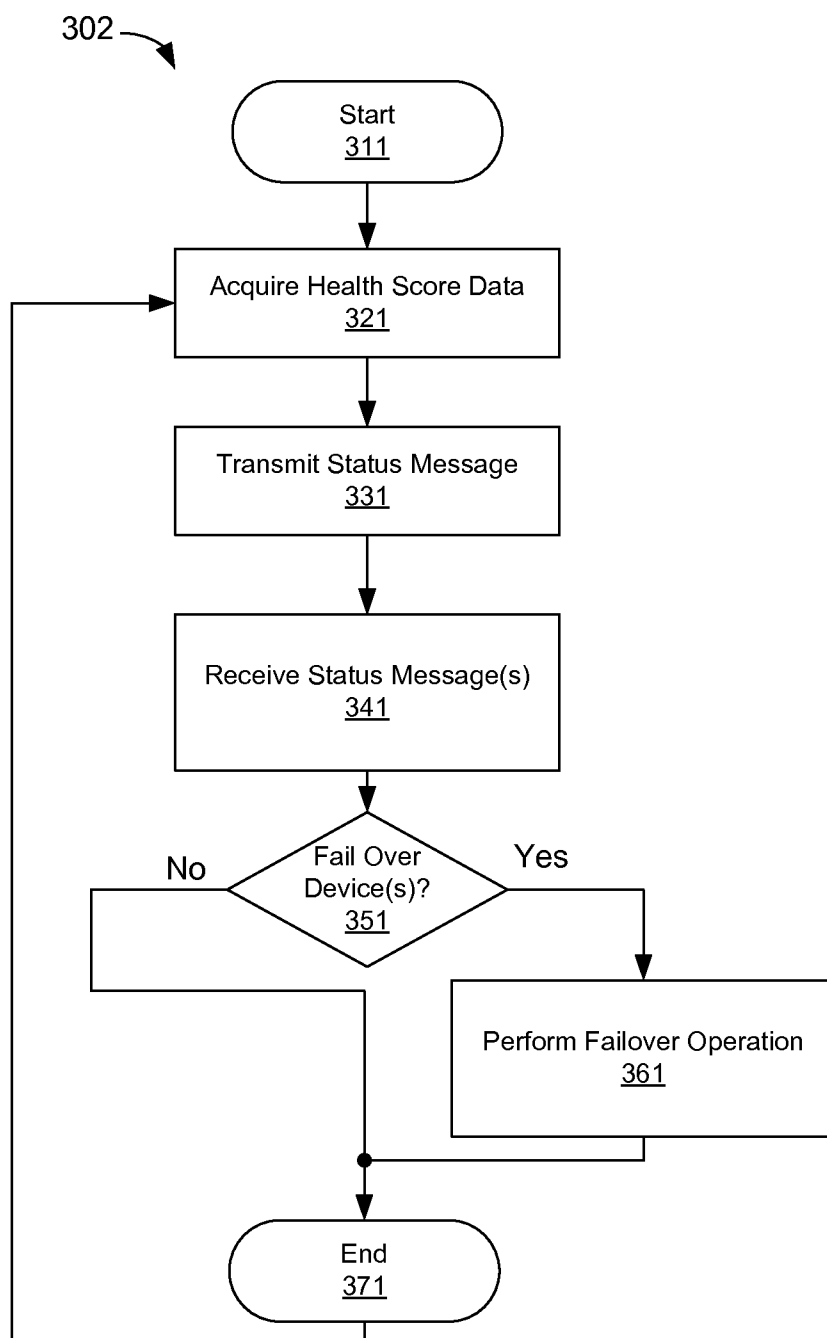 302
Start
311
Acquire Health Score Data
321
Transmit Status Message
331
Receive Status Message(s)
341
No
Fail Over
Device(s)?
351
Yes
Perform Failover Operation
361
End
371